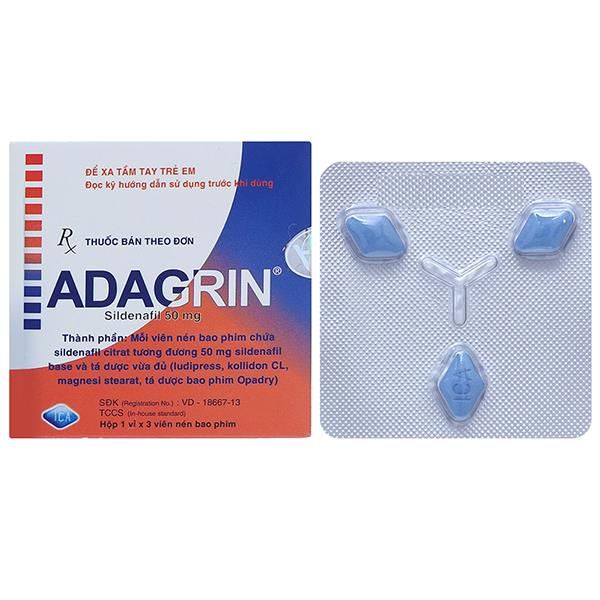 ĐỂ XA TẦM TAY TRẺ EM
Đọc kỹ hướng dẫn sử dụng trước khi dùng
Rx THUỐC BÁN THEO ĐƠN
ADAGRIN®
Sildenafil 50 mg
Thành phần: Mỗi viên nén bao phim chứa
sildenafil citrat tương đương 50 mg sildenafil
base và tá dược vừa đủ (ludipress, kollidon CL,
magnesi stearat, tá dược bao phim Opadry)
SĐK (Registration No.) : VD - 18667-13
TCCS (In-house standard)
Hộp 1 vỉ x 3 viên nén bao phim
ICA
ICA